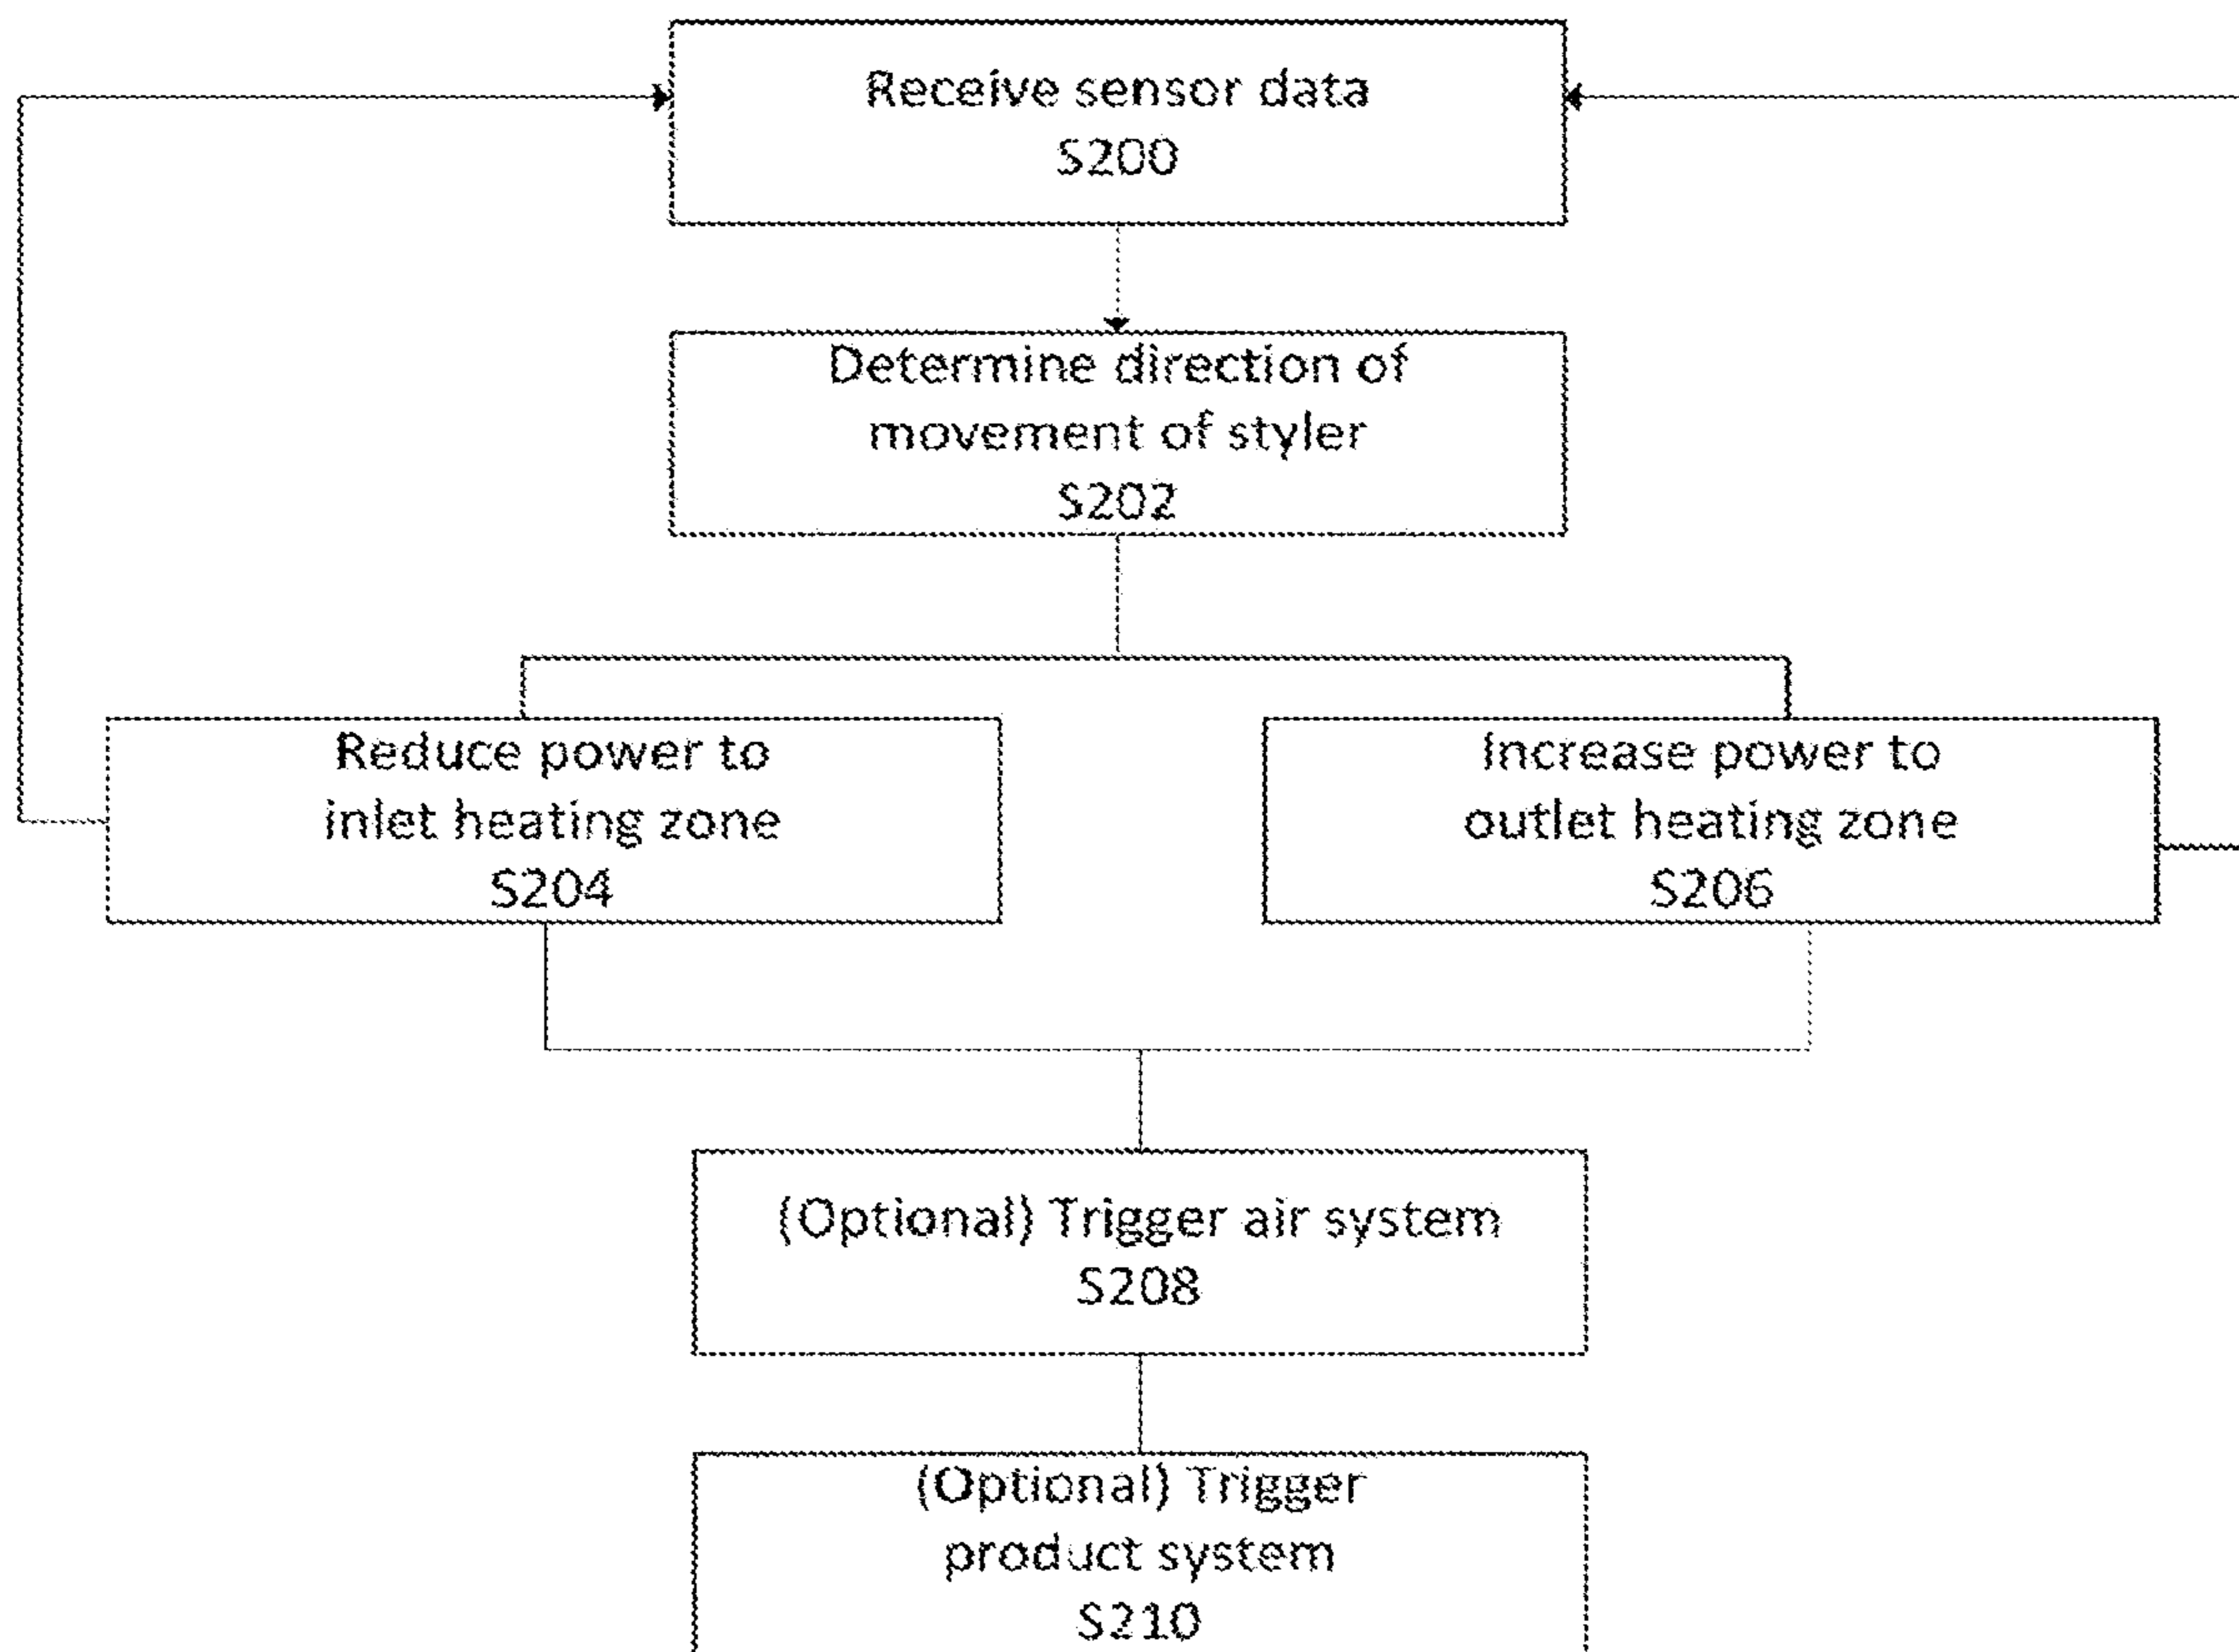 Receive sensor data
S200
Determine direction of
movement of styler
S202
Reduce power to
inlet heating zone
S204
Increase power to
outlet heating zone
S206
(Optional) Trigger air system
S208
(Optional) Trigger
product system
S210